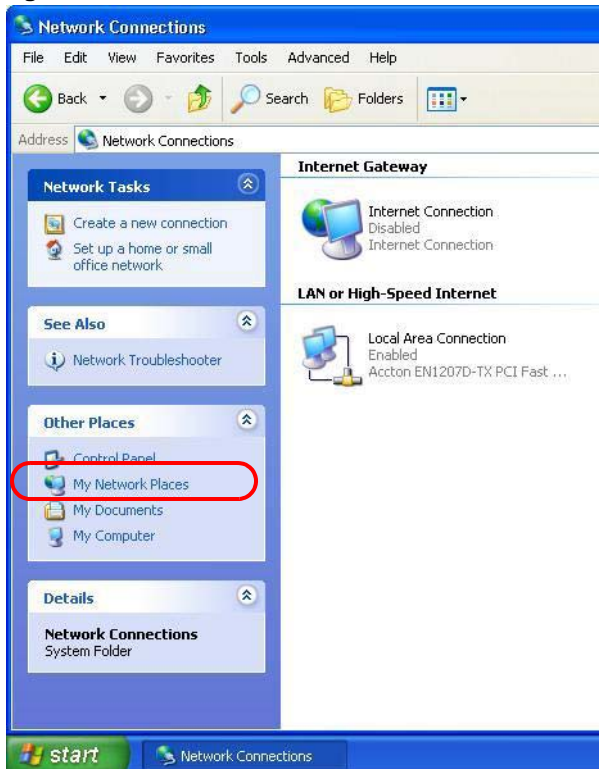 Network Connections
File Edit View Favorites Tools Advanced Help
Back Search Folders
Address Network Connections
Network Tasks
Create a new connection
Set up a home or small
office network
See Also
Network Troubleshooter
Other Places
Control Panel
My Network Places
My Documents
My Computer
Details
Network Connections
System Folder
Internet Gateway
Internet Connection
Disabled
Internet Connection
LAN or High-Speed Internet
Local Area Connection
Enabled
Accton EN1207D-TX PCI Fast ...
start Network Connections